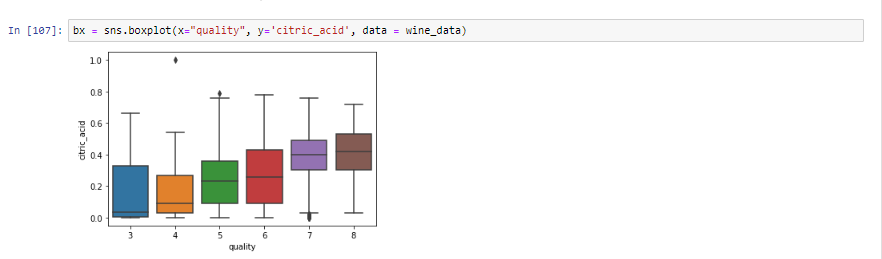 In [107]: bx = sns.boxplot(x="quality", y='citric_acid', data = wine_data)
1.0
0.8
0.6
0.4
0.2
0.0
citric_acid
3 4 5 6 7 8
quality